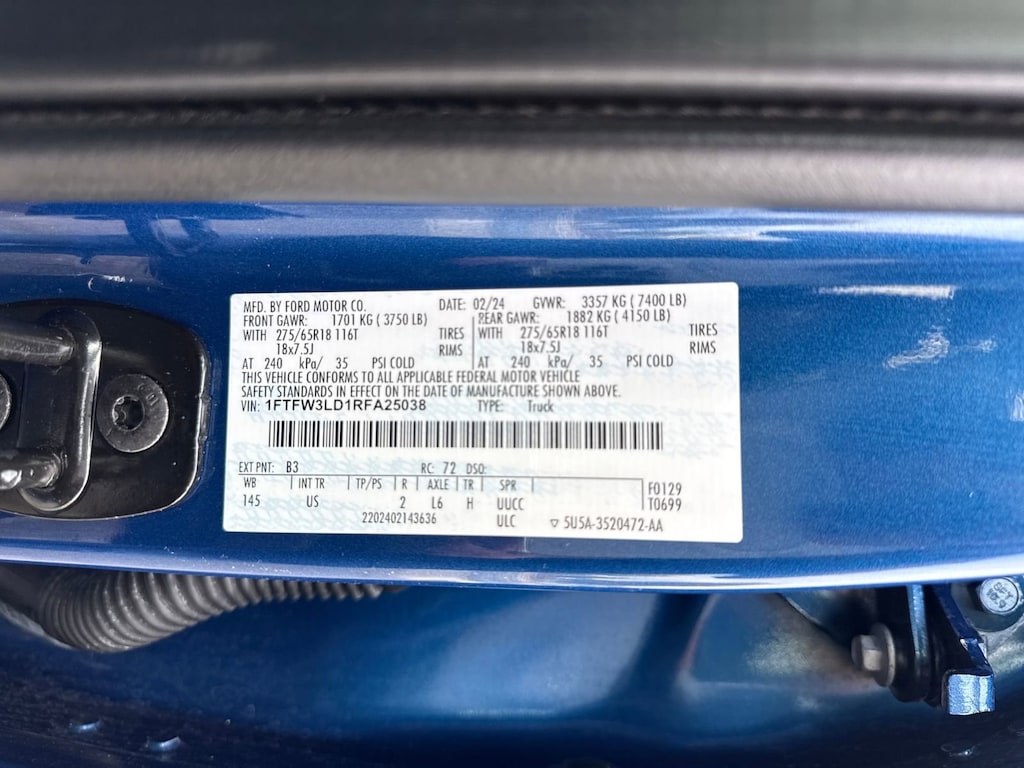 MFD. BY FORD MOTOR CO. DATE: 02/24 GVWR: 3357 KG ( 7400 LB)
FRONT GAWR: 1701 KG ( 3750 LB) REAR GAWR: 1882 KG ( 4150 LB)
WITH 275/65R18 116T TIRES WITH 275/65R18 116T TIRES
18x7.5J RIMS 18x7.5J RIMS
AT 240 kPa/ 35 PSI COLD AT 240 kPa/ 35 PSI COLD
THIS VEHICLE CONFORMS TO ALL APPLICABLE FEDERAL MOTOR VEHICLE
SAFETY STANDARDS IN EFFECT ON THE DATE OF MANUFACTURE SHOWN ABOVE.
VIN: 1FTFW3LD1RFA25038 TYPE: Truck
EXT PNT: B3 RC: 72 DSO:
WB INT TR TP/PS R AXLE TR SPR F0129
145 US 2 L6 H UUCC T0699
2202402143636 ULC ▽ 5U5A-3520472-AA